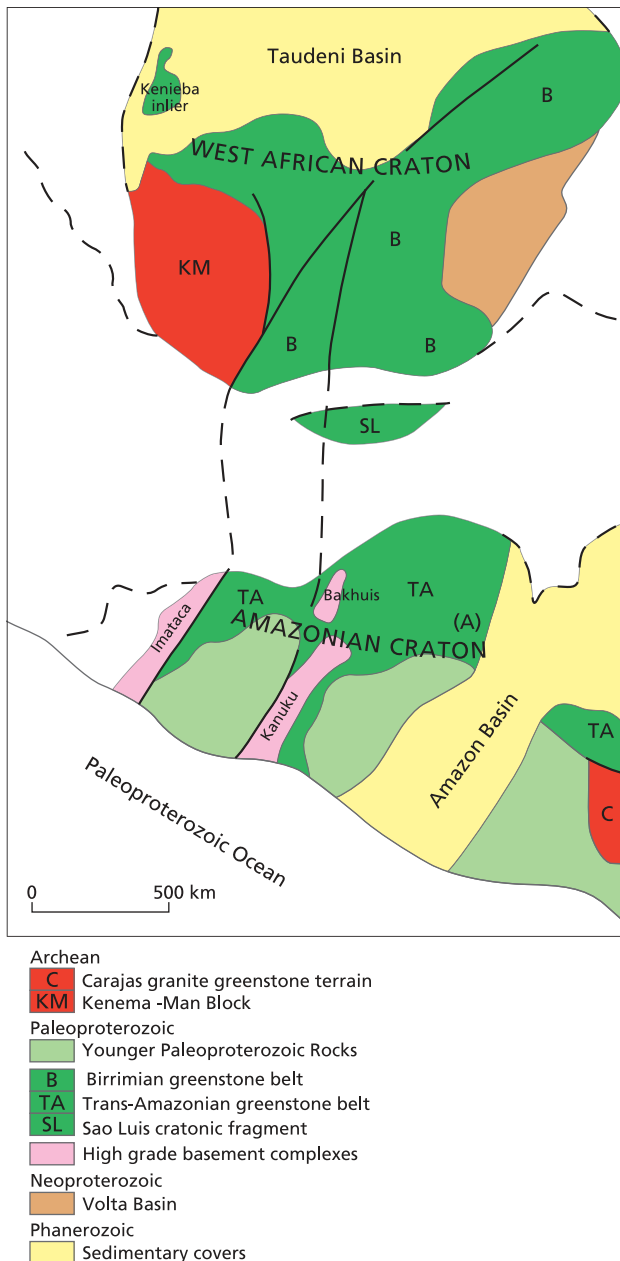 Taudeni Basin
Kenieba
inlier
B
WEST AFRICAN CRATON
KM
B
B
B
SL
TA
Bakhuis
TA
(A)
AMAZONIAN CRATON
Imataca
Kanuku
Amazon Basin
TA
C
Paleoproterozoic Ocean
0 500 km
Archean
C Carajas granite greenstone terrain
KM Kenema -Man Block
Paleoproterozoic
Younger Paleoproterozoic Rocks
B Birrimian greenstone belt
TA Trans-Amazonian greenstone belt
SL Sao Luis cratonic fragment
High grade basement complexes
Neoproterozoic
Volta Basin
Phanerozoic
Sedimentary covers